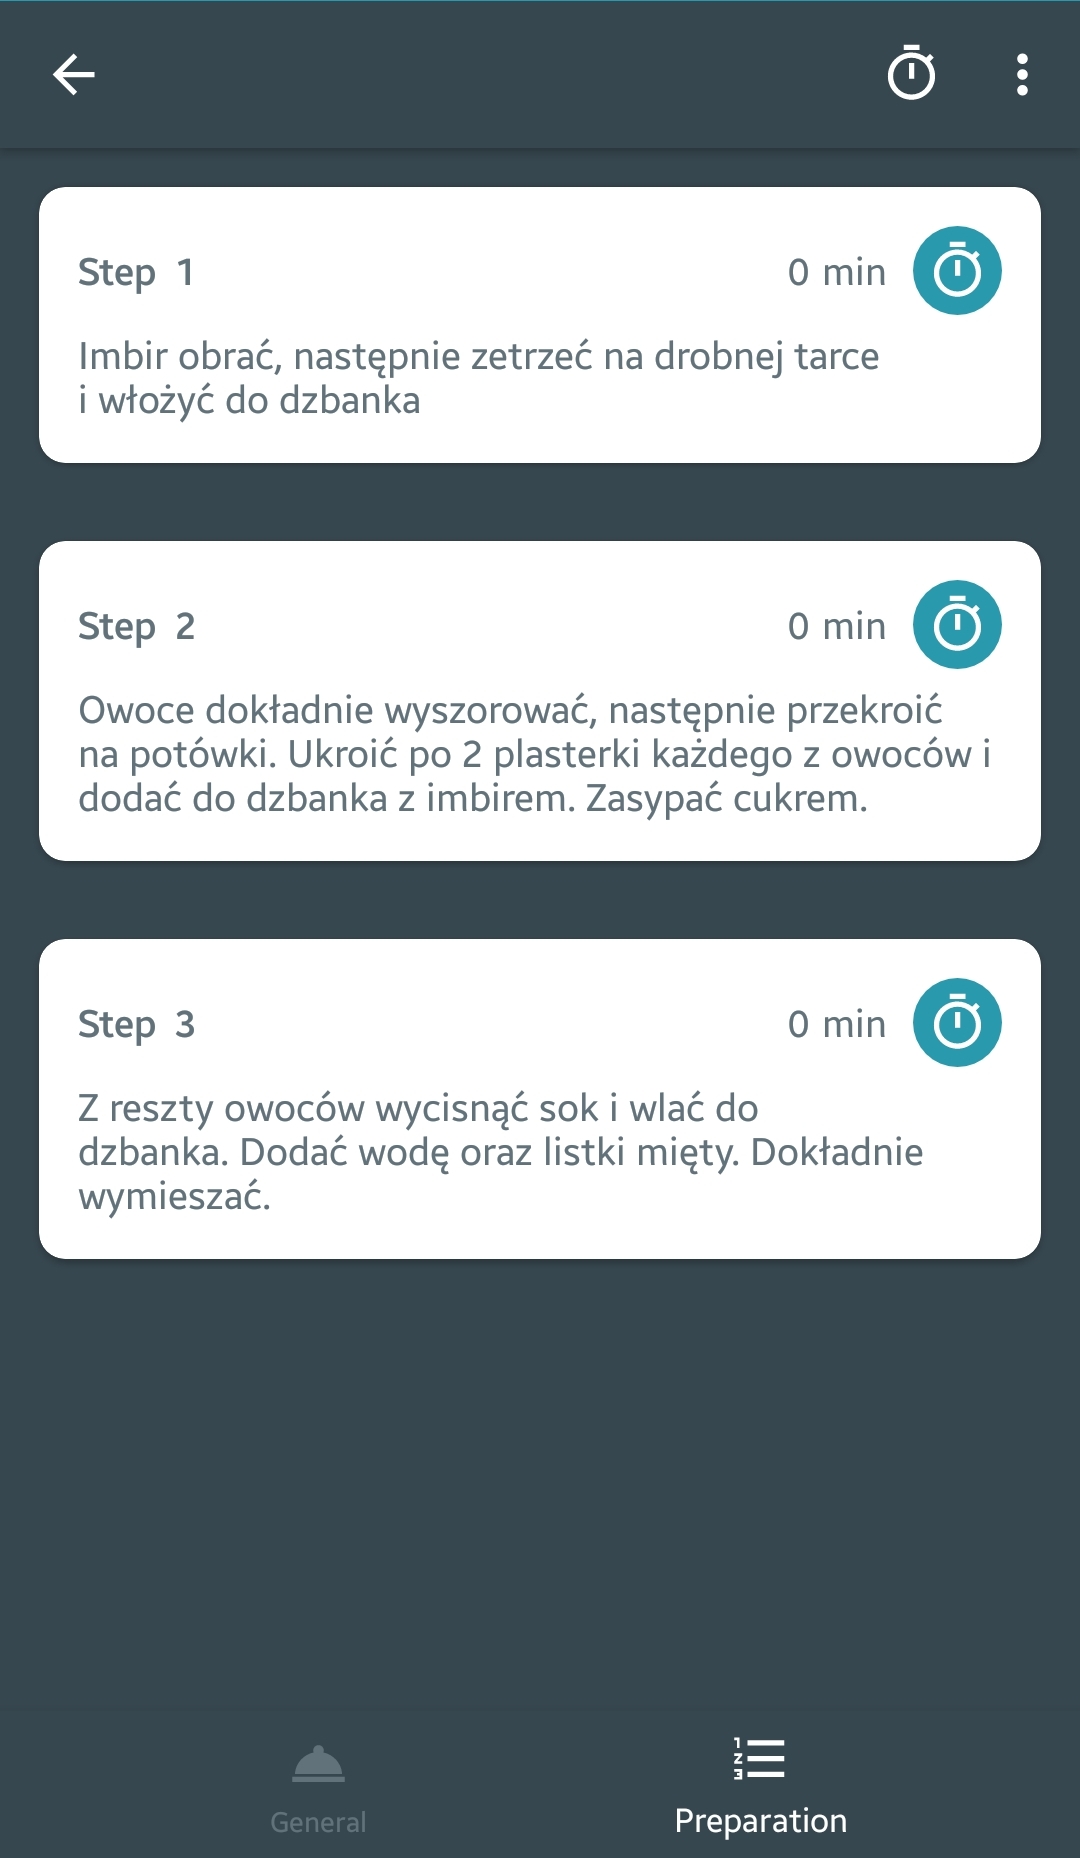 Step 1
0 min
Imbir obrać, następnie zetrzeć na drobnej tarce
i włożyć do dzbanka
Step 2
0 min
Owoce dokładnie wyszorować, następnie przekroić
na potówki. Ukroić po 2 plasterki każdego z owoców i
dodać do dzbanka z imbirem. Zasypać cukrem.
Step 3
0 min
Z reszty owoców wycisnąć sok i wlać do
dzbanka. Dodać wodę oraz listki mięty. Dokładnie
wymieszać.
General
Preparation